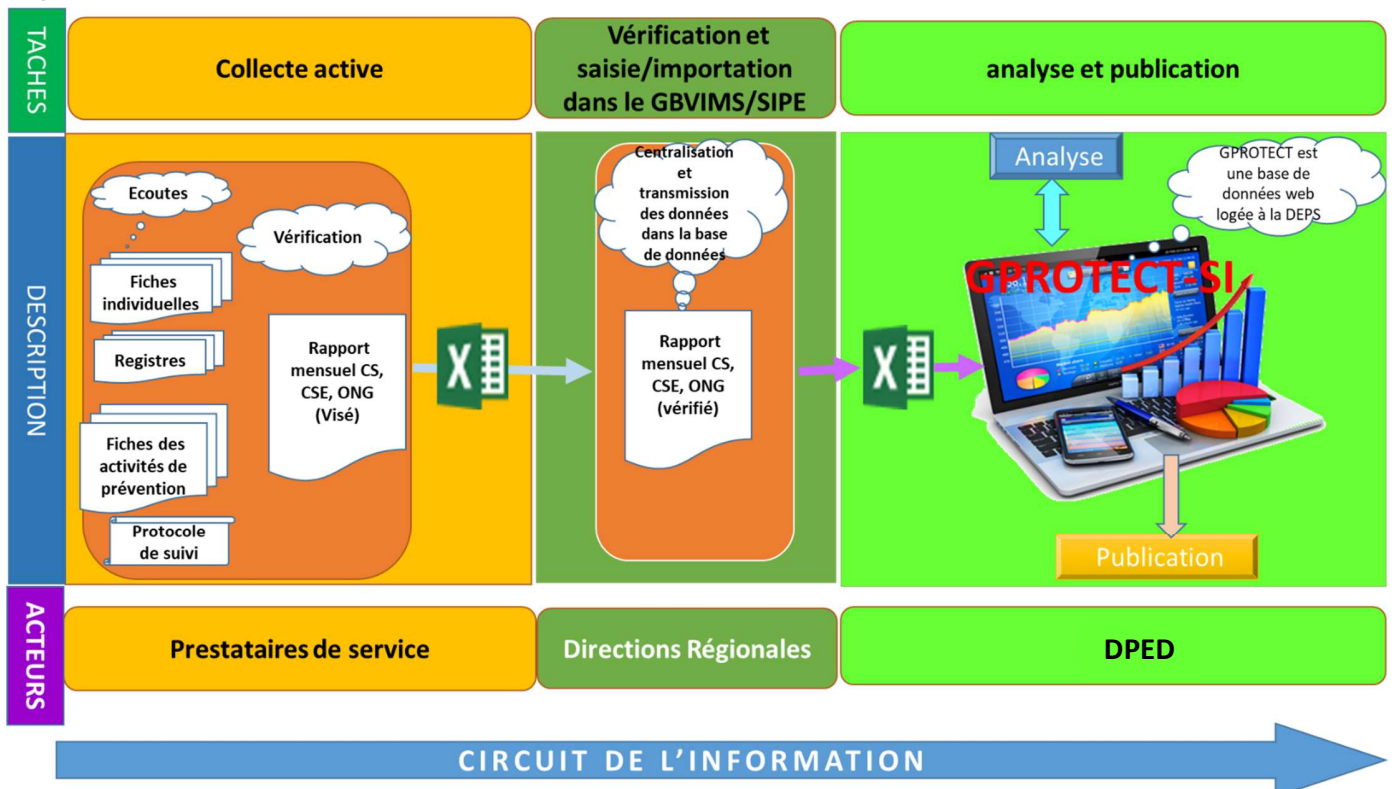 TACHES
Collecte active
Vérification et
saisie/importation
dans le GBVIMS/SIPE
analyse et publication
DESCRIPTION
Ecoutes
Vérification
Fiches
individuelles
Registres
Fiches des
activités de
prévention
Protocole
de suivi
Rapport
mensuel CS,
CSE, ONG
(Visé)
Centralisation
et
transmission
des données
dans la base
de données
Rapport
mensuel CS,
CSE, ONG
(vérifié)
Analyse
GPROTECT est
une base de
données web
logée à la DEPS
GPROTECT-SI
Publication
ACTEURS
Prestataires de service
Directions Régionales
DPED
CIRCUIT DE L'INFORMATION